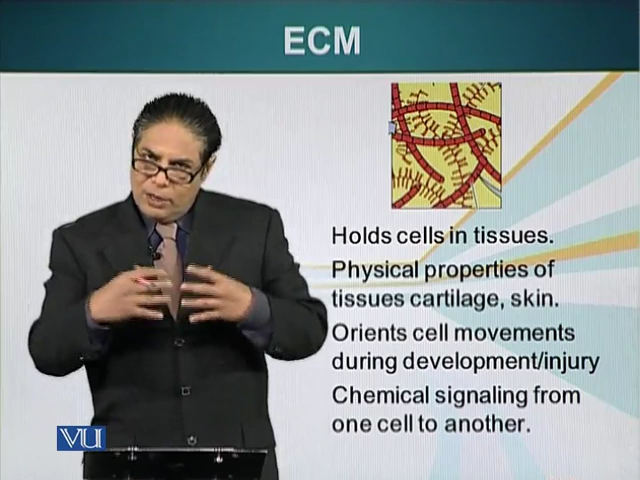 ECM
Holds cells in tissues.
Physical properties of
tissues cartilage, skin.
Orients cell movements
during development/injury
Chemical signaling from
one cell to another.
VU